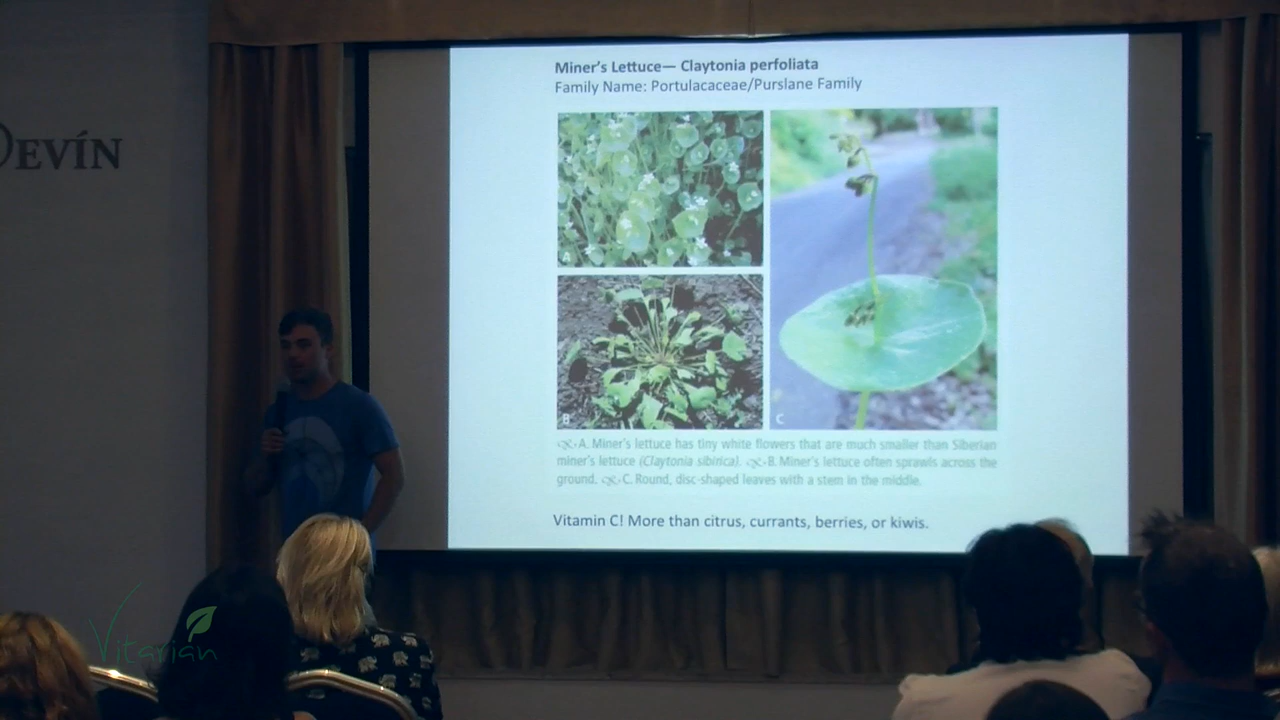 DEVÍN
Miner's Lettuce— Claytonia perfoliata
Family Name: Portulacaceae/Purslane Family
B
C
A. Miner's lettuce has tiny white flowers that are much smaller than Siberian
miner's lettuce (Claytonia sibirica). B. Miner's lettuce often sprawls across the
ground. C. Round, disc-shaped leaves with a stem in the middle.
Vitamin C! More than citrus, currants, berries, or kiwis.
Vitarian